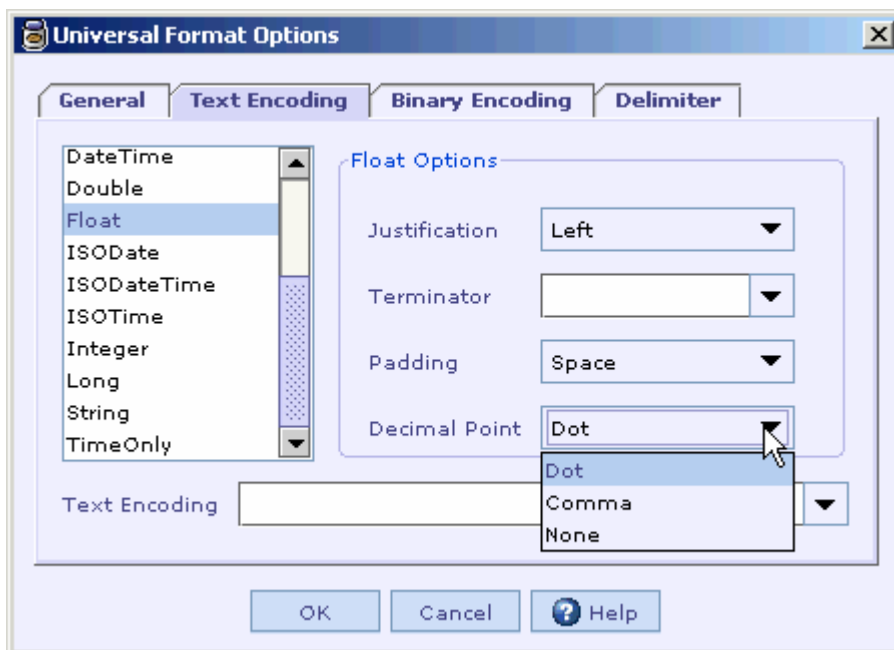 Universal Format Options
General Text Encoding Binary Encoding Delimiter
DateTime
Double
Float
ISODate
ISODateTime
ISOTime
Integer
Long
String
TimeOnly
Float Options
Justification Left
Terminator
Padding Space
Decimal Point Dot
Dot
Comma
None
Text Encoding
OK Cancel ? Help